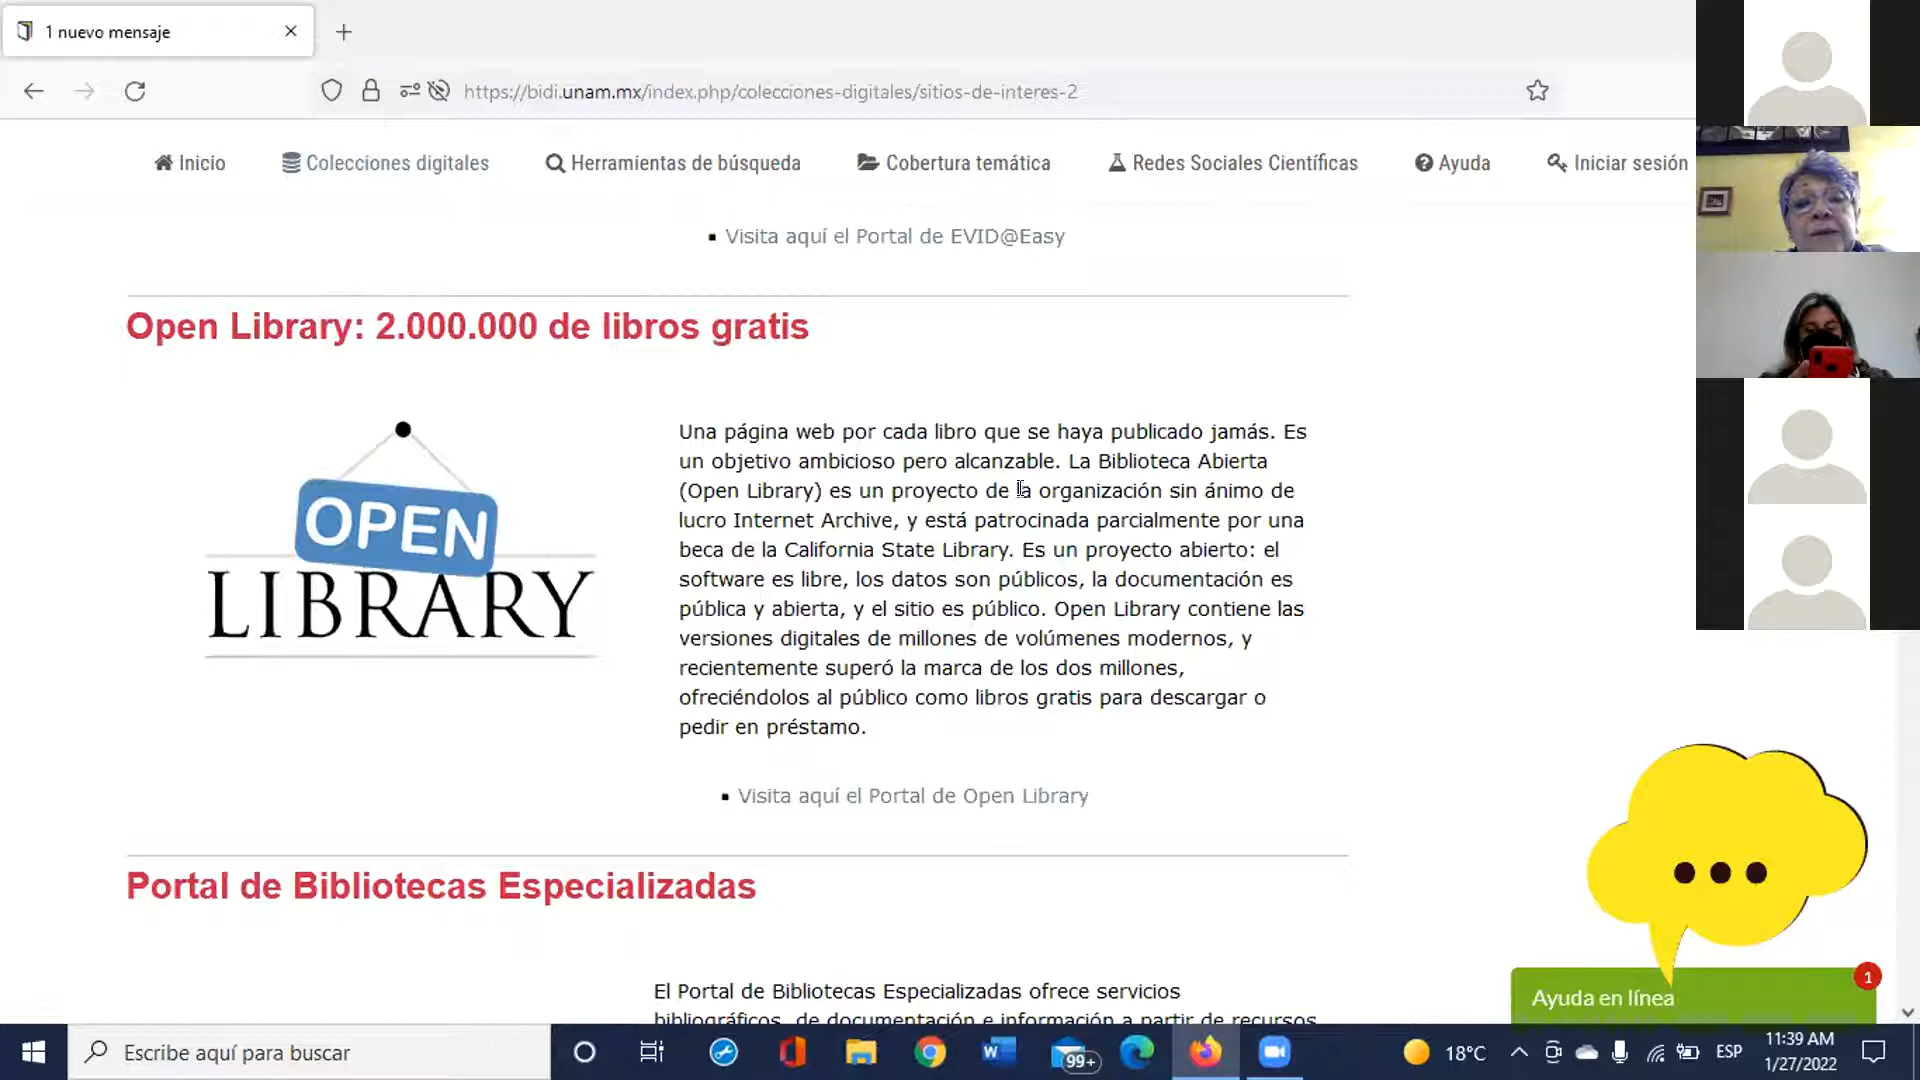 1 nuevo mensaje
https://bidi.unam.mx/index.php/colecciones-digitales/sitios-de-interes-2
Inicio
Colecciones digitales
Herramientas de búsqueda
Cobertura temática
Redes Sociales Científicas
Ayuda
Iniciar sesión
Visita aquí el Portal de EVID@Easy
Open Library: 2.000.000 de libros gratis
OPEN
LIBRARY
Una página web por cada libro que se haya publicado jamás. Es
un objetivo ambicioso pero alcanzable. La Biblioteca Abierta
(Open Library) es un proyecto de la organización sin ánimo de
lucro Internet Archive, y está patrocinada parcialmente por una
beca de la California State Library. Es un proyecto abierto: el
software es libre, los datos son públicos, la documentación es
pública y abierta, y el sitio es público. Open Library contiene las
versiones digitales de millones de volúmenes modernos, y
recientemente superó la marca de los dos millones,
ofreciéndolos al público como libros gratis para descargar o
pedir en préstamo.
Visita aquí el Portal de Open Library
Portal de Bibliotecas Especializadas
El Portal de Bibliotecas Especializadas ofrece servicios
bibliográficos, de documentación e información a partir de recursos
Ayuda en línea
1
Escribe aquí para buscar
99+
18°C
ESP
11:39 AM
1/27/2022